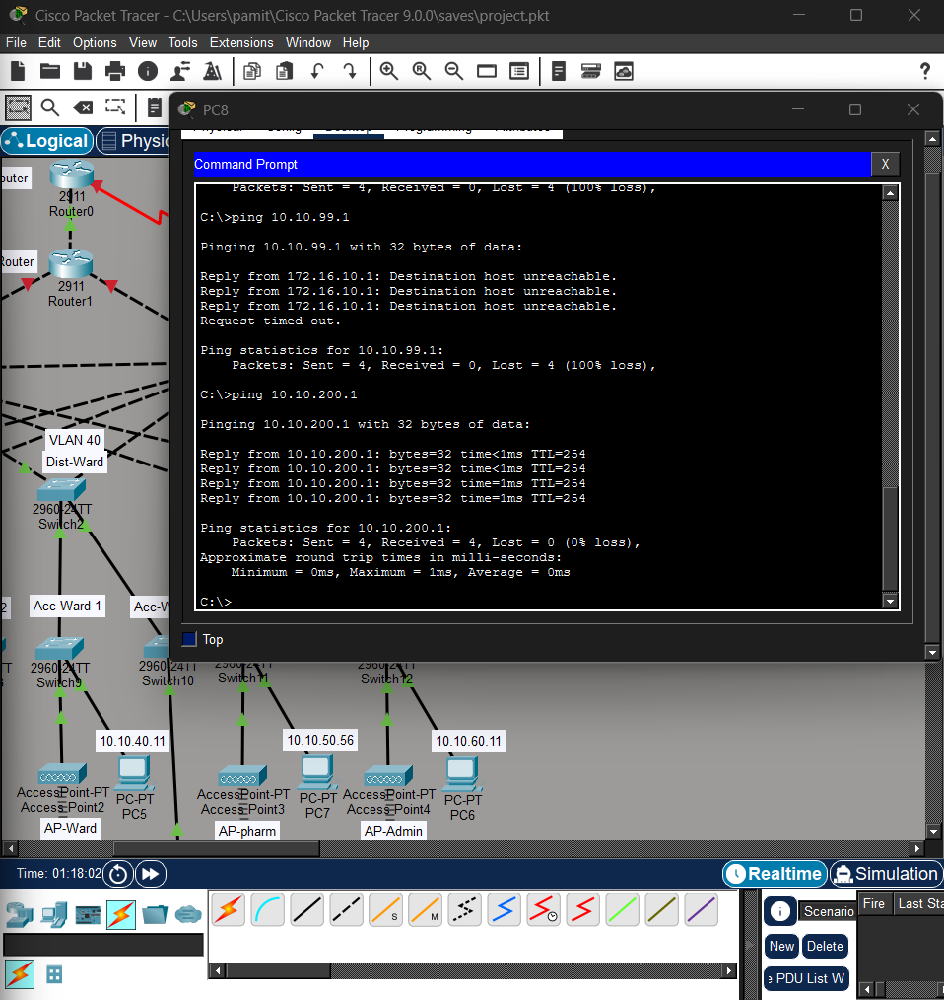 Cisco Packet Tracer - C:\Users\pamit\Cisco Packet Tracer 9.0.0\saves\project.pkt
File Edit Options View Tools Extensions Window Help
?
PC8
Logical
Physic
Command Prompt
X
Packets: Sent = 4, Received = 0, Lost = 4 (100% loss),
C:\>ping 10.10.99.1
Pinging 10.10.99.1 with 32 bytes of data:
Reply from 172.16.10.1: Destination host unreachable.
Reply from 172.16.10.1: Destination host unreachable.
Reply from 172.16.10.1: Destination host unreachable.
Request timed out.
Ping statistics for 10.10.99.1:
Packets: Sent = 4, Received = 0, Lost = 4 (100% loss),
C:\>ping 10.10.200.1
Pinging 10.10.200.1 with 32 bytes of data:
Reply from 10.10.200.1: bytes=32 time<1ms TTL=254
Reply from 10.10.200.1: bytes=32 time<1ms TTL=254
Reply from 10.10.200.1: bytes=32 time=1ms TTL=254
Reply from 10.10.200.1: bytes=32 time=1ms TTL=254
Ping statistics for 10.10.200.1:
Packets: Sent = 4, Received = 4, Lost = 0 (0% loss),
Approximate round trip times in milli-seconds:
Minimum = 0ms, Maximum = 1ms, Average = 0ms
C:\>
Top
outer
2911
Router0
Router
2911
Router1
VLAN 40
Dist-Ward
2960-24TT
Switch2
2
Acc-Ward-1
Acc-W
2960-24TT
Switch9
2960-24TT
Switch10
2960-24TT
Switch11
2960-24TT
Switch12
10.10.40.11
10.10.50.56
10.10.60.11
AccessPoint-PT
Access Point2
PC-PT
PC5
AccessPoint-PT
Access Point3
PC-PT
PC7
AccessPoint-PT
Access Point4
PC-PT
PC6
AP-Ward
AP-pharm
AP-Admin
Time: 01:18:02
Realtime
Simulation
S
M
Scenario
Fire
Last Sta
New
Delete
e PDU List W